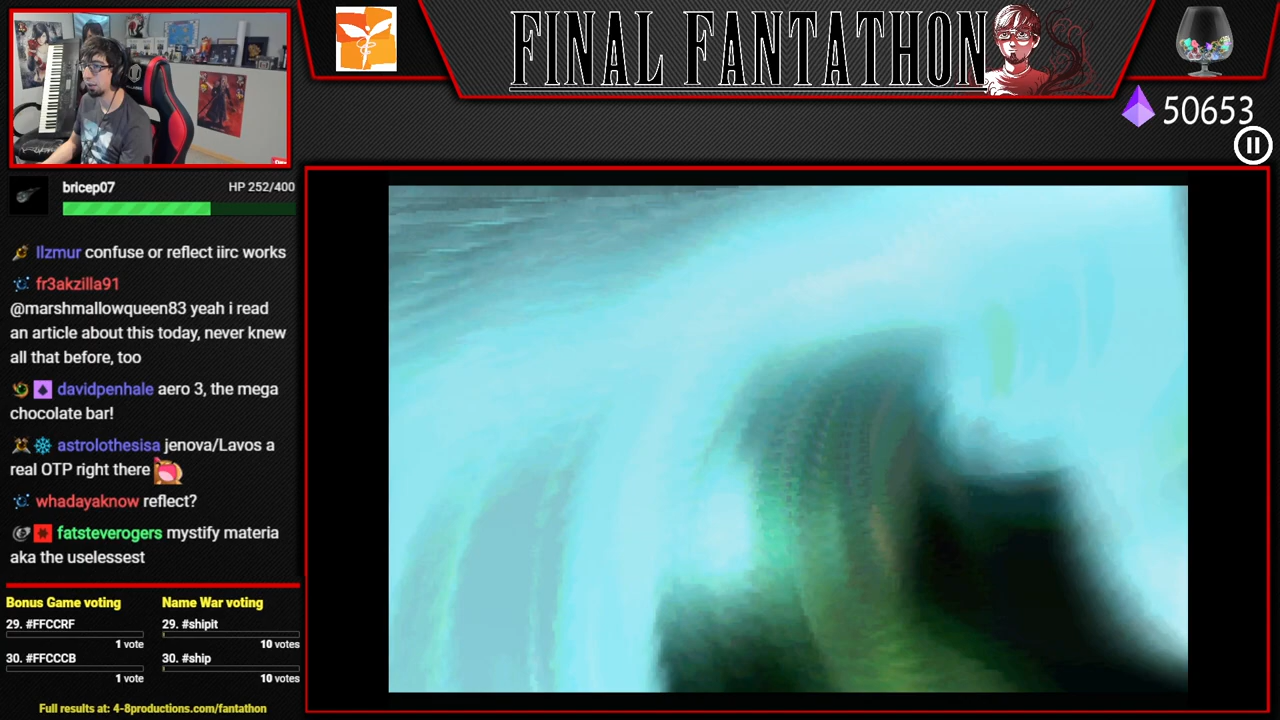 FINAL FANTATHON
50653
bricep07 HP 252/400
llzmur confuse or reflect iirc works
fr3akzilla91
@marshmallowqueen83 yeah i read
an article about this today, never knew
all that before, too
davidpenhale aero 3, the mega
chocolate bar!
astrolothesisa jenova/Lavos a
real OTP right there
whadayaknow reflect?
fatsteverogers mystify materia
aka the uselessest
Bonus Game voting
29. #FFCCRF
1 vote
30. #FFCCCB
1 vote
Name War voting
29. #shipit
10 votes
30. #ship
10 votes
Full results at: 4-8productions.com/fantathon